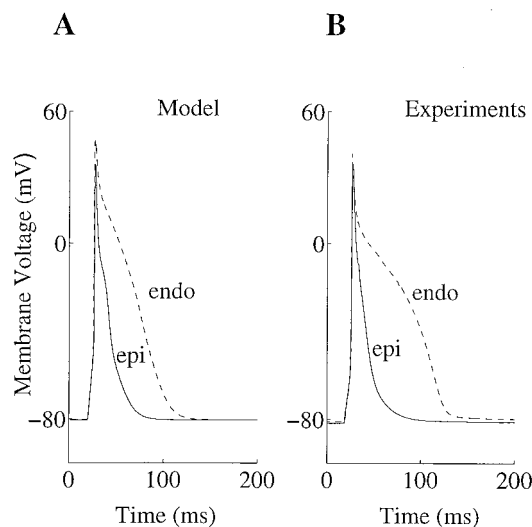 A
B
Model
Experiments
Membrane Voltage (mV)
60
0
−80
endo
epi
0
100
200
Time (ms)
60
0
−80
endo
epi
0
100
200
Time (ms)